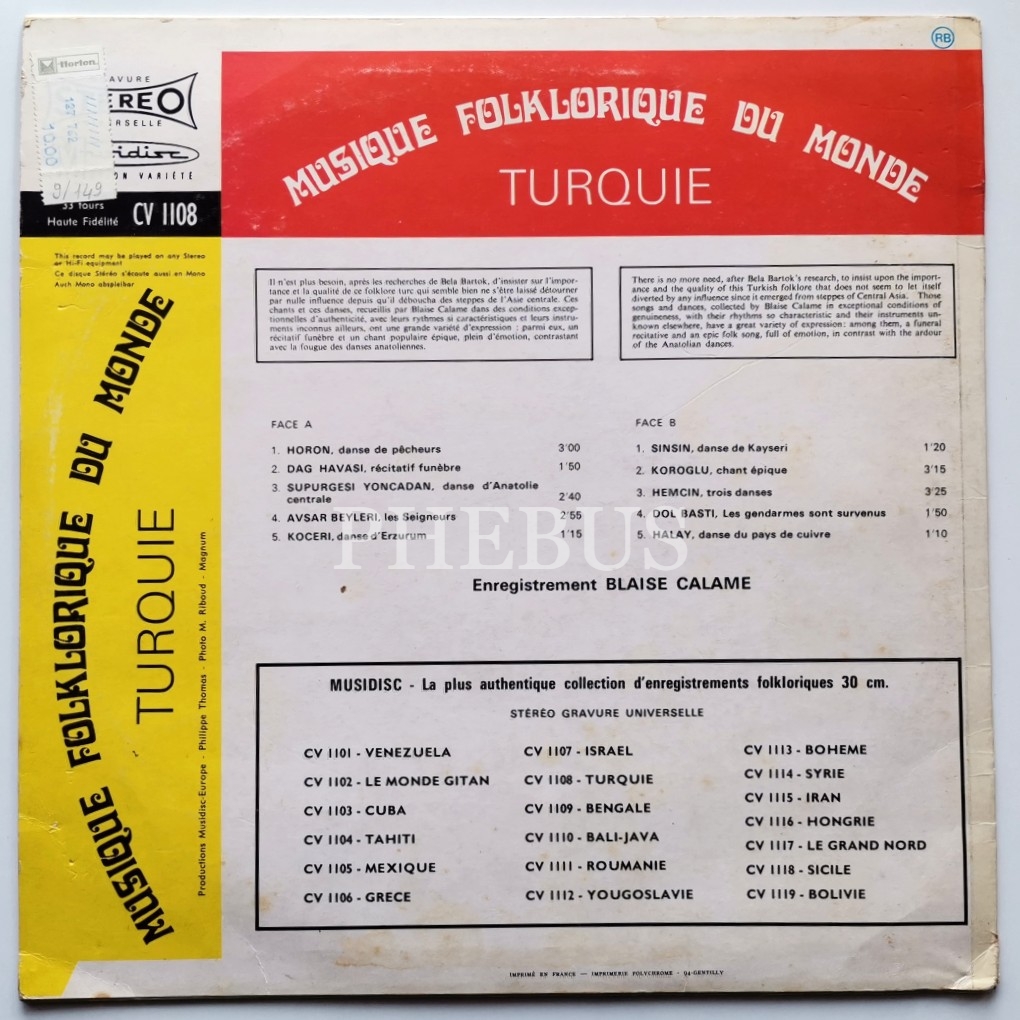 RB
Horten.
GRAVURE
STEREO
UNIVERSELLE
127 TÜ2
10,00
9/149
33 Tours
Haute Fidélité
CV 1108
MUSIQUE FOLKLORIQUE DU MONDE
TURQUIE
This record may be played on any Stereo
or Hi-Fi equipment
Ce disque Stéréo s'écoute aussi en Mono
Auch Mono abspielbar
MUSIQUE FOLKLORIQUE DU MONDE
TURQUIE
Productions Musidisc-Europe - Philippe Thomas - Photo M. Riboud - Magnum
Il n'est plus besoin, après les recherches de Bela Bartok, d'insister sur l'impor-
tance et la qualité de ce folklore turc qui semble bien ne s'être laissé détourner
par nulle influence depuis qu'il déboucha des steppes de l'Asie centrale. Ces
chants et ces danses, recueillis par Blaise Calame dans des conditions excep-
tionnelles d'authenticité, avec leurs rythmes si caractéristiques et leurs instru-
ments inconnus ailleurs, ont une grande variété d'expression : parmi eux, un
récitatif funèbre et un chant populaire épique, plein d'émotion, contrastant
avec la fougue des danses anatoliennes.
There is no more need, after Bela Bartok's research, to insist upon the import-
ance and the quality of this Turkish folklore that does not seem to let itself
diverted by any influence since it emerged from steppes of Central Asia. Those
songs and dances, collected by Blaise Calame in exceptional conditions of
genuineness, with their rhythms so characteristic and their instruments un-
known elsewhere, have a great variety of expression : among them, a funeral
recitative and an epic folk song, full of emotion, in contrast with the ardour
of the Anatolian dances.
FACE A
1. HORON, danse de pêcheurs 3'00
2. DAG HAVASI, récitatif funèbre 1'50
3. SUPURGESI YONCADAN, danse d'Anatolie
centrale 2'40
4. AVSAR BEYLERI, les Seigneurs 2'55
5. KOCERI, danse d'Erzurum 1'15
FACE B
1. SINSIN, danse de Kayseri 1'20
2. KOROGLU, chant épique 3'15
3. HEMCIN, trois danses 3'25
4. DOL BASTI, Les gendarmes sont survenus 1'50
5. HALAY, danse du pays de cuivre 1'10
PHEBUS
Enregistrement BLAISE CALAME
MUSIDISC - La plus authentique collection d'enregistrements folkloriques 30 cm.
STÉRÉO GRAVURE UNIVERSELLE
CV 1101 - VENEZUELA
CV 1102 - LE MONDE GITAN
CV 1103 - CUBA
CV 1104 - TAHITI
CV 1105 - MEXIQUE
CV 1106 - GRECE
CV 1107 - ISRAEL
CV 1108 - TURQUIE
CV 1109 - BENGALE
CV 1110 - BALI-JAVA
CV 1111 - ROUMANIE
CV 1112 - YOUGOSLAVIE
CV 1113 - BOHEME
CV 1114 - SYRIE
CV 1115 - IRAN
CV 1116 - HONGRIE
CV 1117 - LE GRAND NORD
CV 1118 - SICILE
CV 1119 - BOLIVIE
IMPRIMÉ EN FRANCE — IMPRIMERIE POLYCHROME - 94-GENTILLY